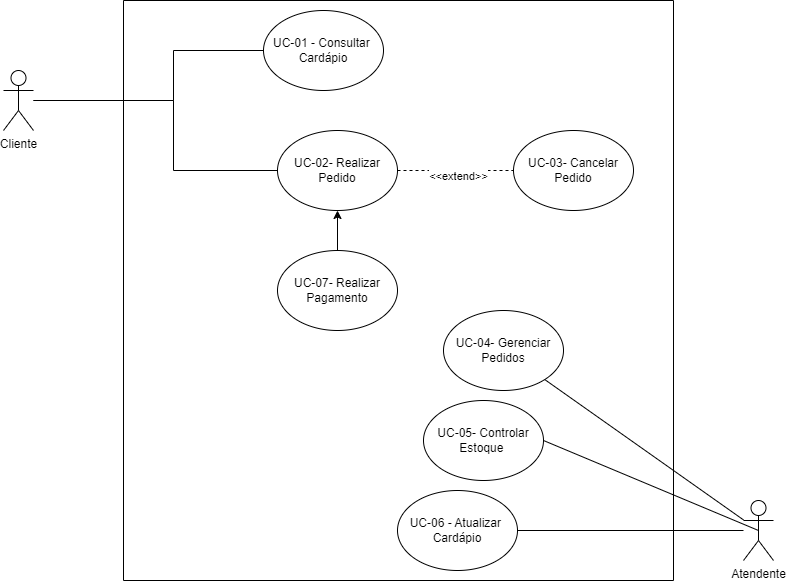 UC-01 - Consultar
Cardápio
Cliente
UC-02- Realizar
Pedido
<<extend>>
UC-03- Cancelar
Pedido
UC-07- Realizar
Pagamento
UC-04- Gerenciar
Pedidos
UC-05- Controlar
Estoque
UC-06 - Atualizar
Cardápio
Atendente